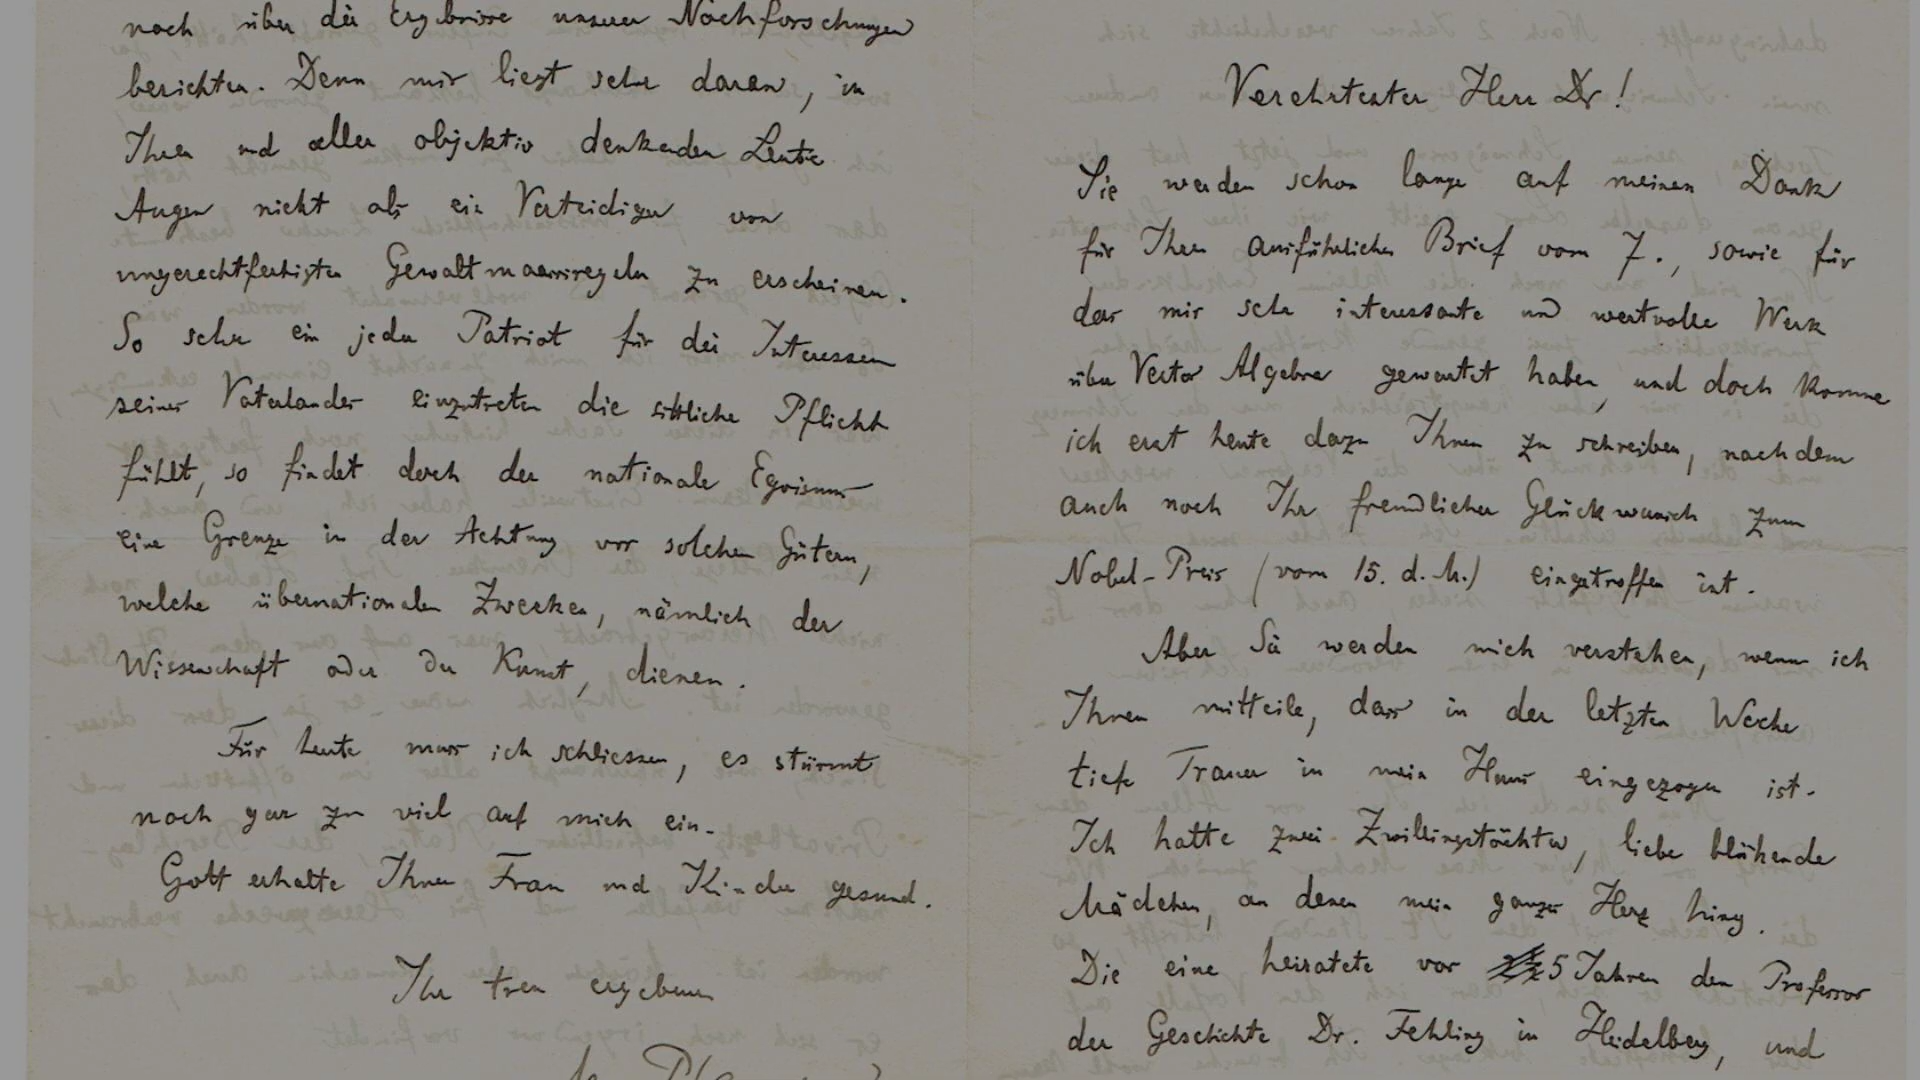 noch über die Ergebnisse unserer Nachforschungen
berichten. Denn mir liegt sehr daran, in
Ihren und aller objektiv denkenden Leute
Augen nicht als ein Verteidiger von
ungerechtfertigten Gewaltmassregeln zu erscheinen.
So sehr ein jeder Patriot für die Interessen
seines Vaterlandes einzutreten die sittliche Pflicht
fühlt, so findet doch der nationale Egoismus
eine Grenze in der Achtung vor solchen Gütern,
welche übernationalen Zwecken, nämlich der
Wissenschaft oder der Kunst, dienen.
Für heute muss ich schliessen, es stürmt
noch gar zu viel auf mich ein.
Gott erhalte Ihnen Frau und Kinder gesund.
Ihr treu ergebener
Verehrtester Herr Dr!
Sie werden schon lange auf meinen Dank
für Ihren ausführlichen Brief vom 7., sowie für
das mir sehr interessante und wertvolle Werk
über Vector Algebra gewartet haben, und doch komme
ich erst heute dazu Ihnen zu schreiben, nachdem
auch noch Ihr freundlicher Glückwunsch zum
Nobel-Preis (vom 15. d. M.) eingetroffen ist.
Aber Sie werden mich verstehen, wenn ich
Ihnen mitteile, dass in der letzten Woche
tiefe Trauer in mein Haus eingezogen ist.
Ich hatte zwei Zwillingstöchter, liebe blühende
Mädchen, an denen mein ganzes Herz hing.
Die eine heiratete vor 5 Jahren den Professor
der Geschichte Dr. Fehling in Heidelberg, und